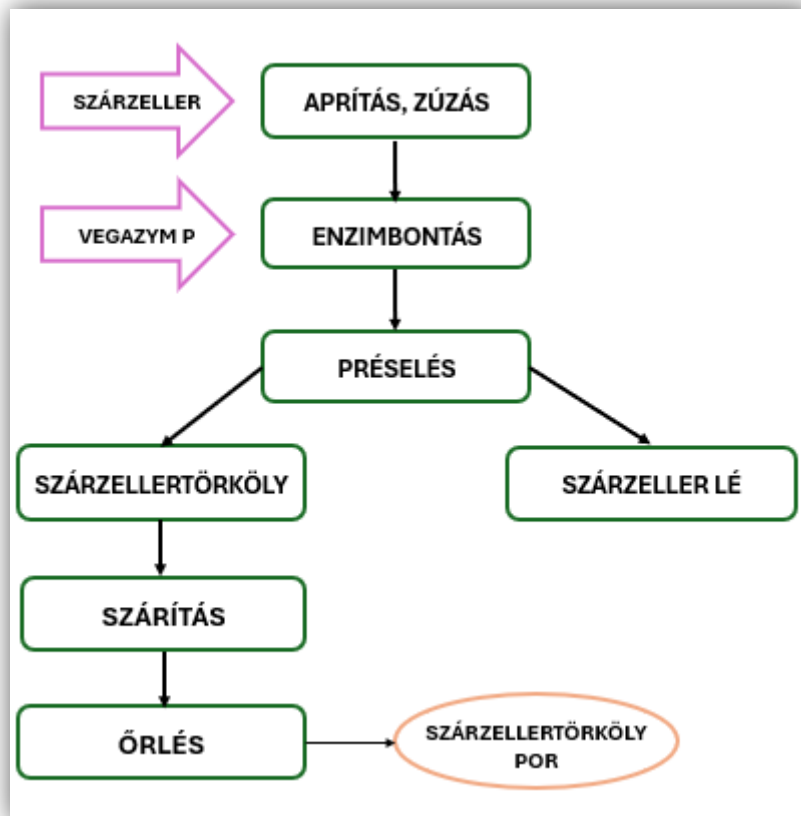 SZÁRZELLER
APRÍTÁS, ZÚZÁS
VEGAZYM P
ENZIMBONTÁS
PRÉSELÉS
SZÁRZELLERTÖRKÖLY
SZÁRZELLER LÉ
SZÁRÍTÁS
ŐRLÉS
SZÁRZELLERTÖRKÖLY
POR